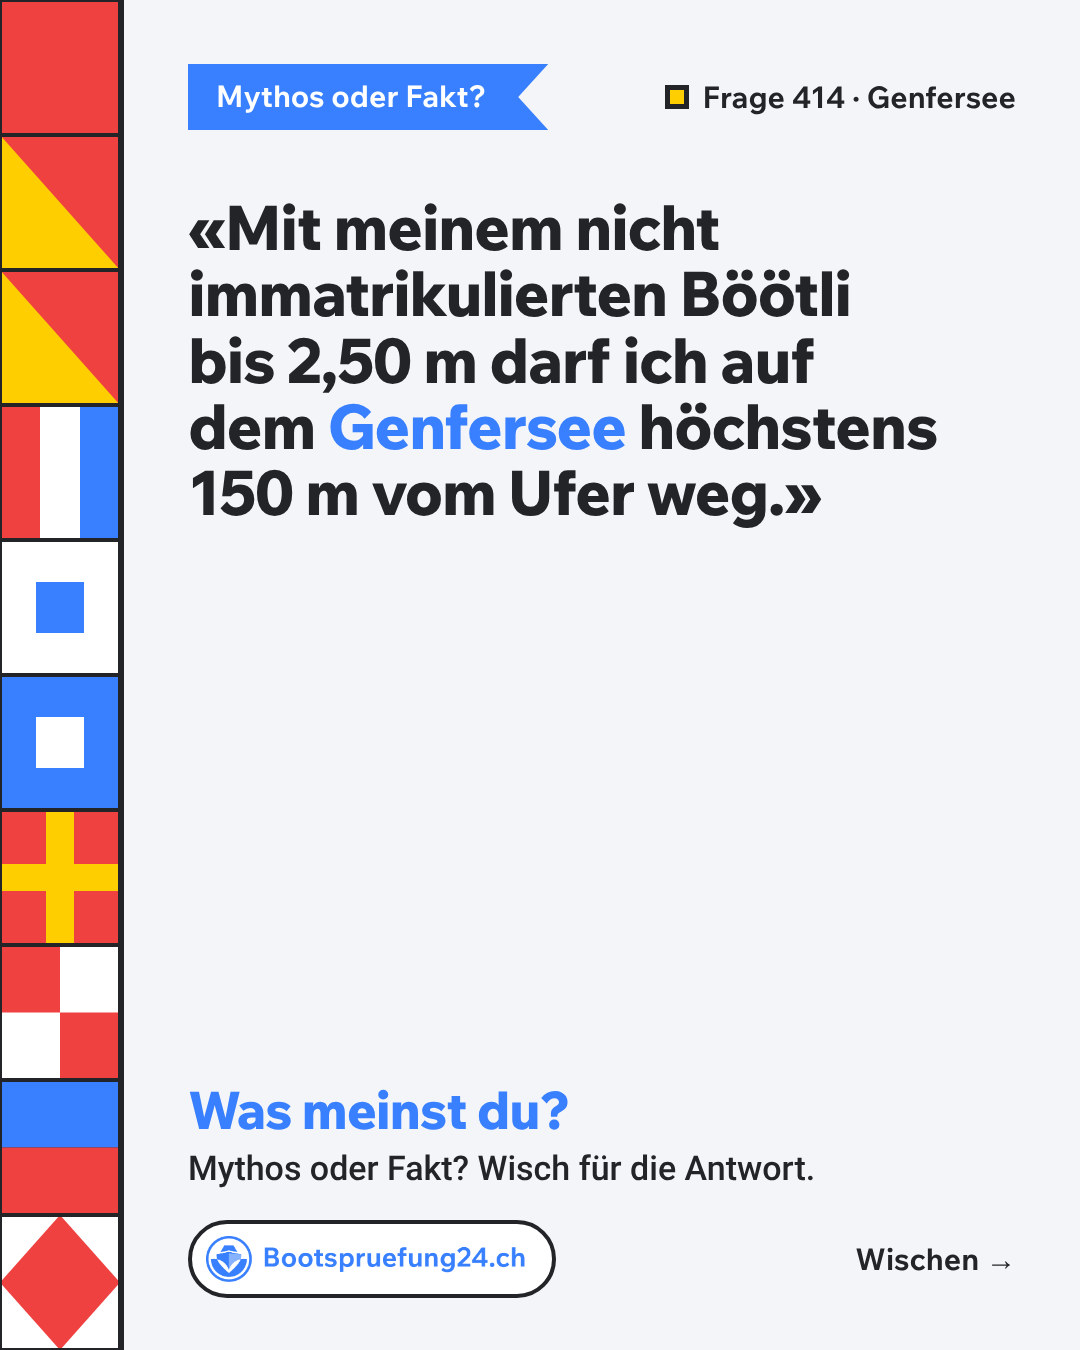 Mythos oder Fakt?
Frage 414 · Genfersee
«Mit meinem nicht
immatrikulierten Böötli
bis 2,50 m darf ich auf
dem Genfersee höchstens
150 m vom Ufer weg.»
Was meinst du?
Mythos oder Fakt? Wisch für die Antwort.
Bootspruefung24.ch
Wischen →